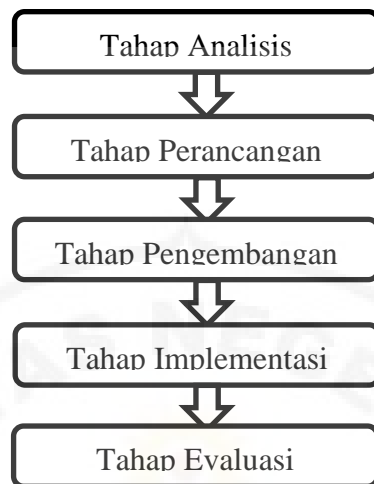 Tahap Analisis
Tahap Perancangan
Tahap Pengembangan
Tahap Implementasi
Tahap Evaluasi